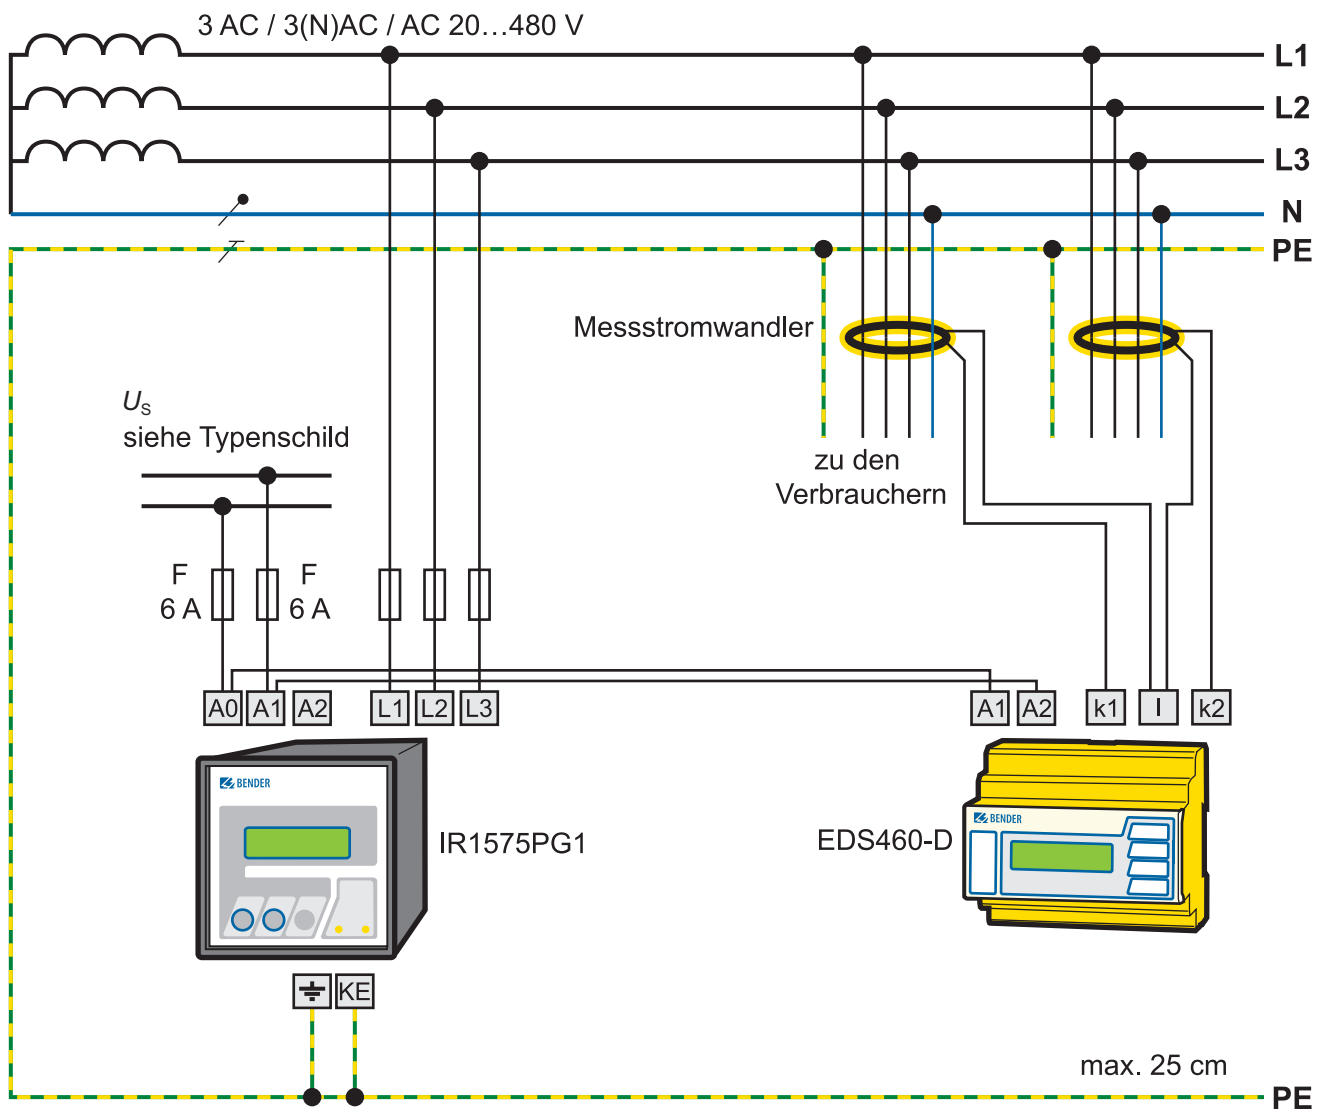 3 AC / 3(N)AC / AC 20...480 V
L1
L2
L3
N
PE
Messstromwandler
U_S
siehe Typenschild
zu den
Verbrauchern
F
6 A
F
6 A
A0 A1 A2 L1 L2 L3 A1 A2 k1 l k2
BENDER
IR1575PG1
EDS460-D
BENDER
KE
max. 25 cm
PE